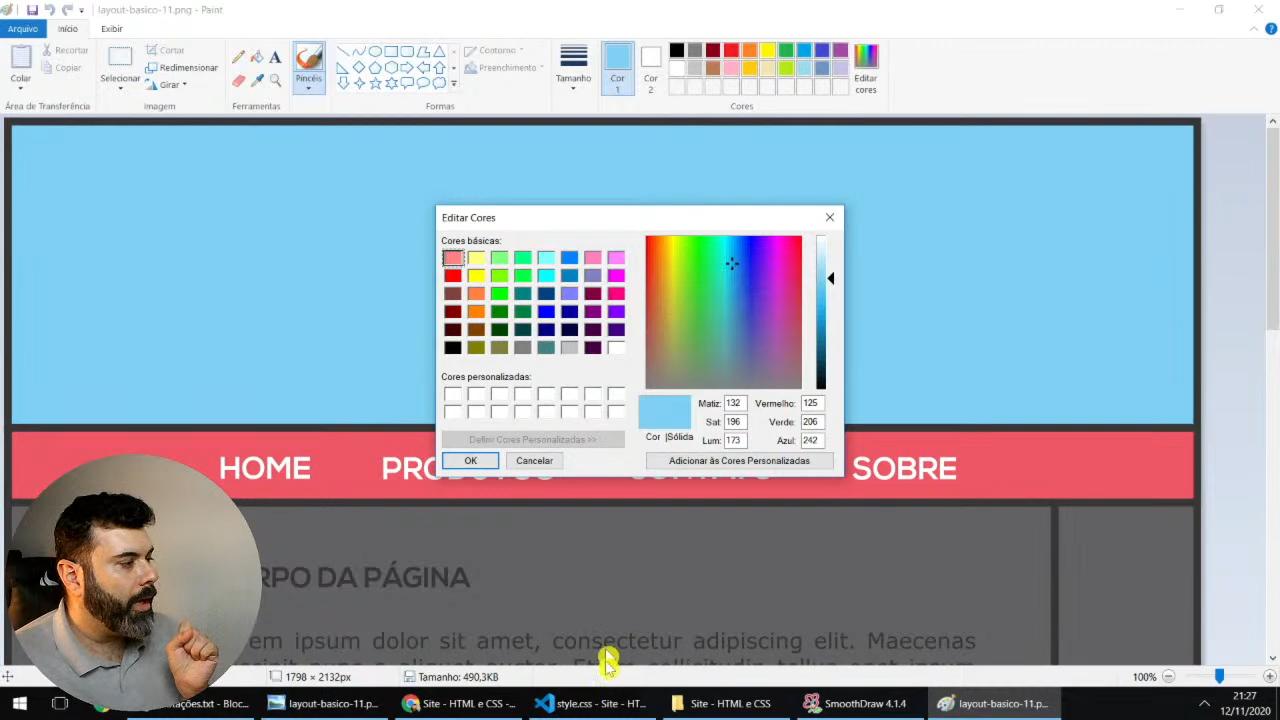 layout-basico-11.png - Paint
Arquivo Início Exibir
Colar
Recortar
Copiar
Área de Transferência
Selecionar
Cortar
Redimensionar
Girar
Imagem
Ferramentas
Pincéis
Contorno
Preenchimento
Formas
Tamanho
Cor 1
Cor 2
Editar cores
Cores
Editar Cores
Cores básicas:
Cores personalizadas:
Definir Cores Personalizadas >>
OK Cancelar
Cor |Sólida
Matiz: 132 Vermelho: 125
Sat: 196 Verde: 206
Lum: 173 Azul: 242
Adicionar às Cores Personalizadas
HOME SOBRE
RPO DA PÁGINA
em ipsum dolor sit amet, consectetur adipiscing elit. Maecenas
1798 × 2132px Tamanho: 490,3KB 100%
tações.txt - Bloc... layout-basico-11.p... Site - HTML e CSS -... style.css - Site - HT... Site - HTML e CSS SmoothDraw 4.1.4 layout-basico-11.p...
21:27
12/11/2020